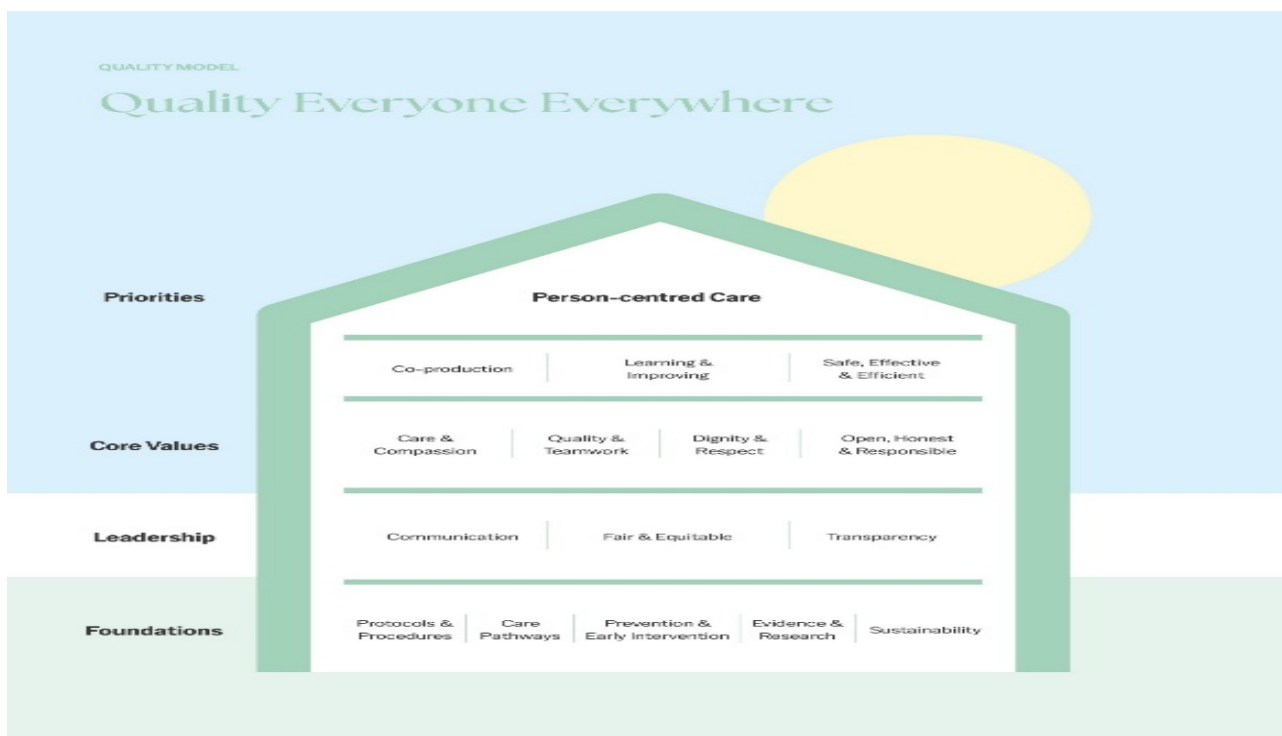 QUALITY MODEL
Quality Everyone Everywhere
Priorities
Person-centred Care
Co-production
Learning &
Improving
Safe, Effective
& Efficient
Core Values
Care &
Compassion
Quality &
Teamwork
Dignity &
Respect
Open, Honest
& Responsible
Leadership
Communication
Fair & Equitable
Transparency
Foundations
Protocols &
Procedures
Care
Pathways
Prevention &
Early Intervention
Evidence &
Research
Sustainability